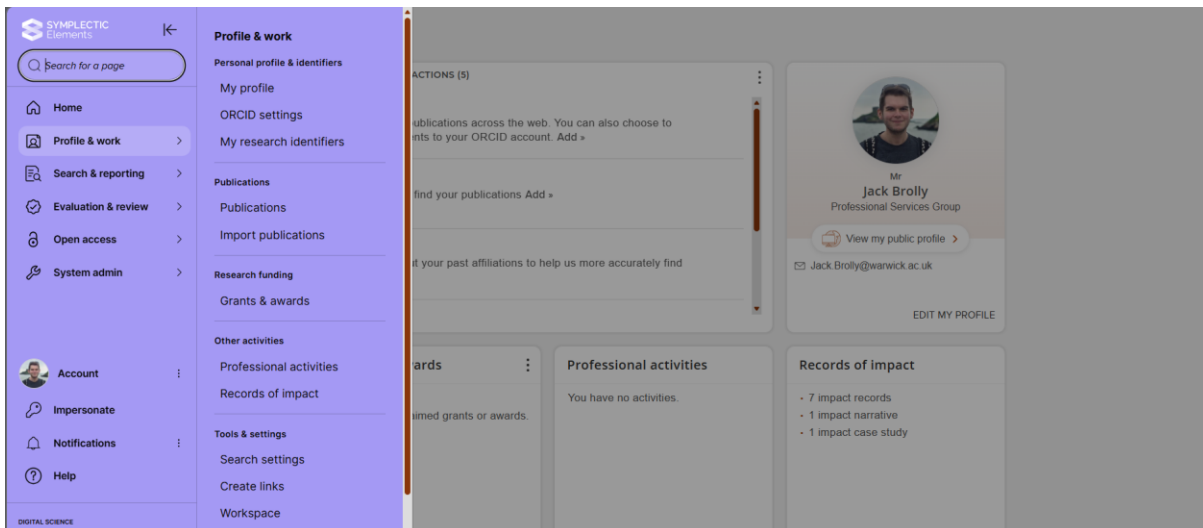 SYMPLECTIC
Elements
Search for a page
Home
Profile & work
Search & reporting
Evaluation & review
Open access
System admin
Account
Impersonate
Notifications
Help
DIGITAL SCIENCE
Profile & work
Personal profile & identifiers
My profile
ORCID settings
My research identifiers
Publications
Publications
Import publications
Research funding
Grants & awards
Other activities
Professional activities
Records of impact
Tools & settings
Search settings
Create links
Workspace
ACTIONS (5)
ublications across the web. You can also choose to
nts to your ORCID account. Add »
find your publications Add »
t your past affiliations to help us more accurately find
Mr
Jack Brolly
Professional Services Group
View my public profile >
Jack.Brolly@warwick.ac.uk
EDIT MY PROFILE
ards
imed grants or awards.
Professional activities
You have no activities.
Records of impact
• 7 impact records
• 1 impact narrative
• 1 impact case study